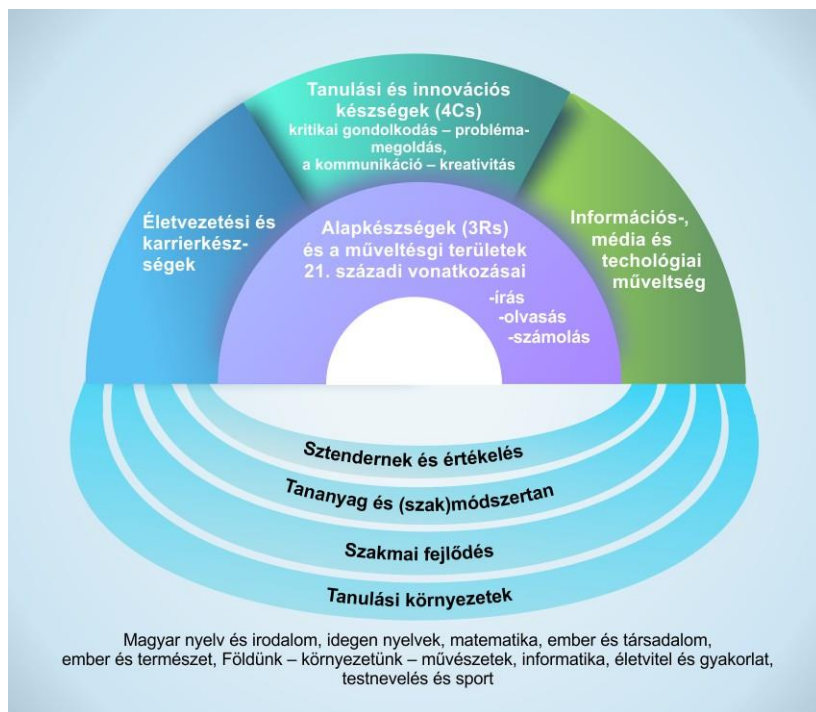 Tanulási és innovációs
készségek (4Cs)
kritikai gondolkodás – probléma-
megoldás,
a kommunikáció – kreativitás
Életvezetési és
karrierkész-
ségek
Alapkészségek (3Rs)
és a műveltésgi területek
21. századi vonatkozásai
-írás
-olvasás
-számolás
Információs-,
média és
techológiai
műveltség
Sztendernek és értékelés
Tananyag és (szak)módszertan
Szakmai fejlődés
Tanulási környezetek
Magyar nyelv és irodalom, idegen nyelvek, matematika, ember és társadalom,
ember és természet, Földünk – környezetünk – művészetek, informatika, életvitel és gyakorlat,
testnevelés és sport